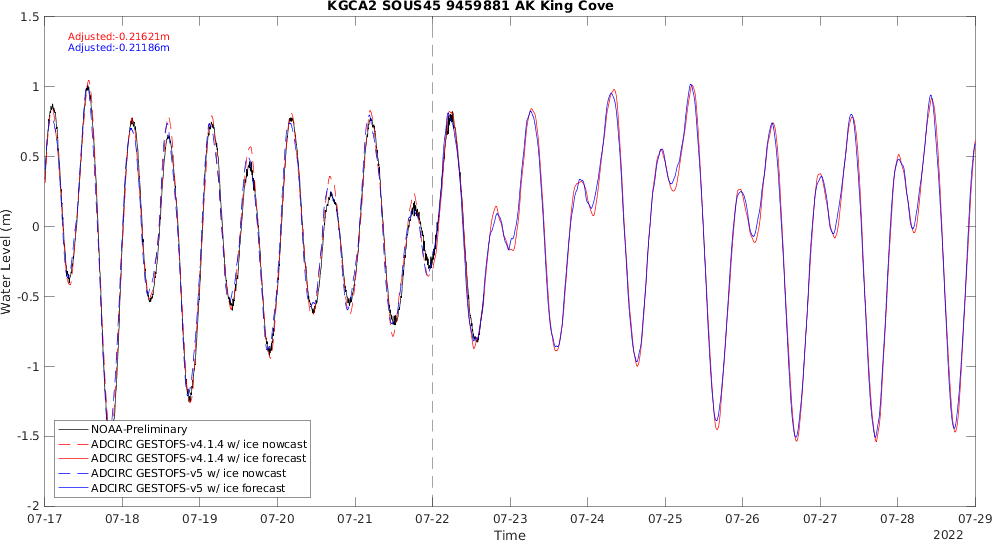 KGCA2 SOUS45 9459881 AK King Cove
Adjusted:-0.21621m
Adjusted:-0.21186m
Water Level (m)
1.5
1
0.5
0
-0.5
-1
-1.5
-2
NOAA-Preliminary
ADCIRC GESTOFS-v4.1.4 w/ ice nowcast
ADCIRC GESTOFS-v4.1.4 w/ ice forecast
ADCIRC GESTOFS-v5 w/ ice nowcast
ADCIRC GESTOFS-v5 w/ ice forecast
07-17 07-18 07-19 07-20 07-21 07-22 07-23 07-24 07-25 07-26 07-27 07-28 07-29
Time
2022